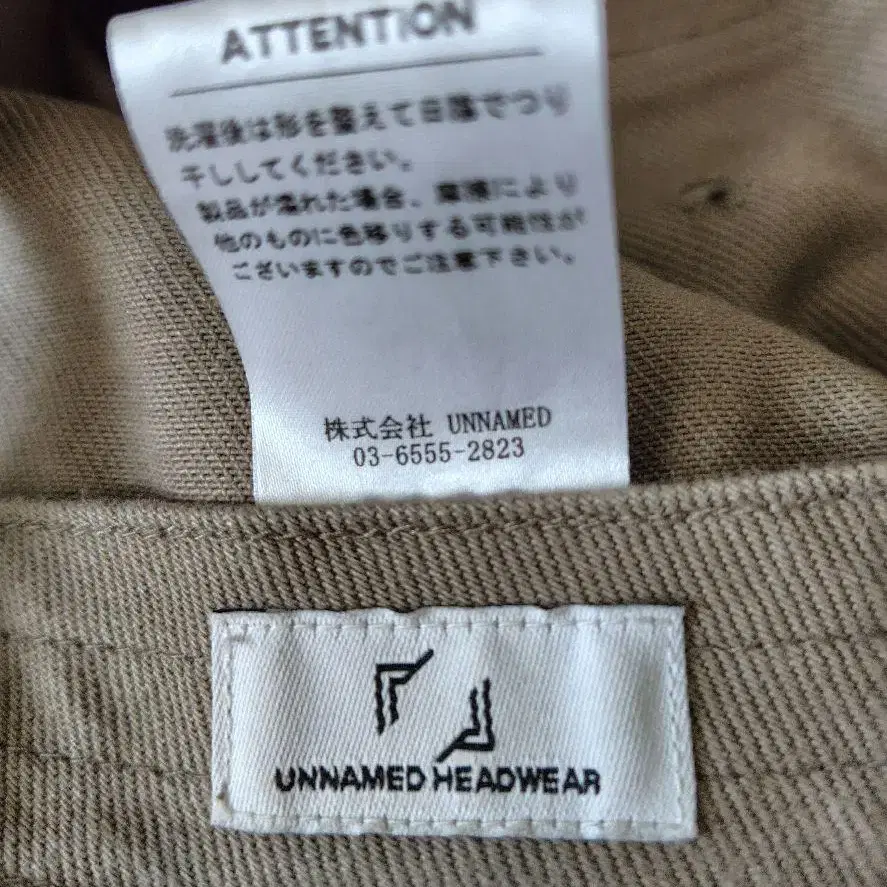 ATTENTION
洗濯後は形を整えて日陰でつり
干ししてください。
製品が濡れた場合、摩擦により
他のものに色移りする可能性が
ございますのでご注意下さい。
株式会社 UNNAMED
03-6555-2823
UNNAMED HEADWEAR